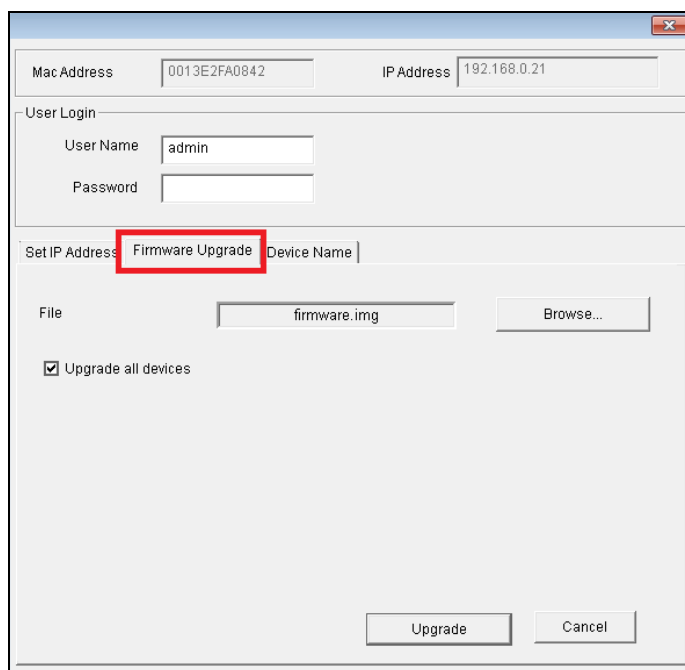 Mac Address 0013E2FA0842 IP Address 192.168.0.21
User Login
User Name admin
Password
Set IP Address Firmware Upgrade Device Name
File firmware.img Browse...
Upgrade all devices
Upgrade Cancel